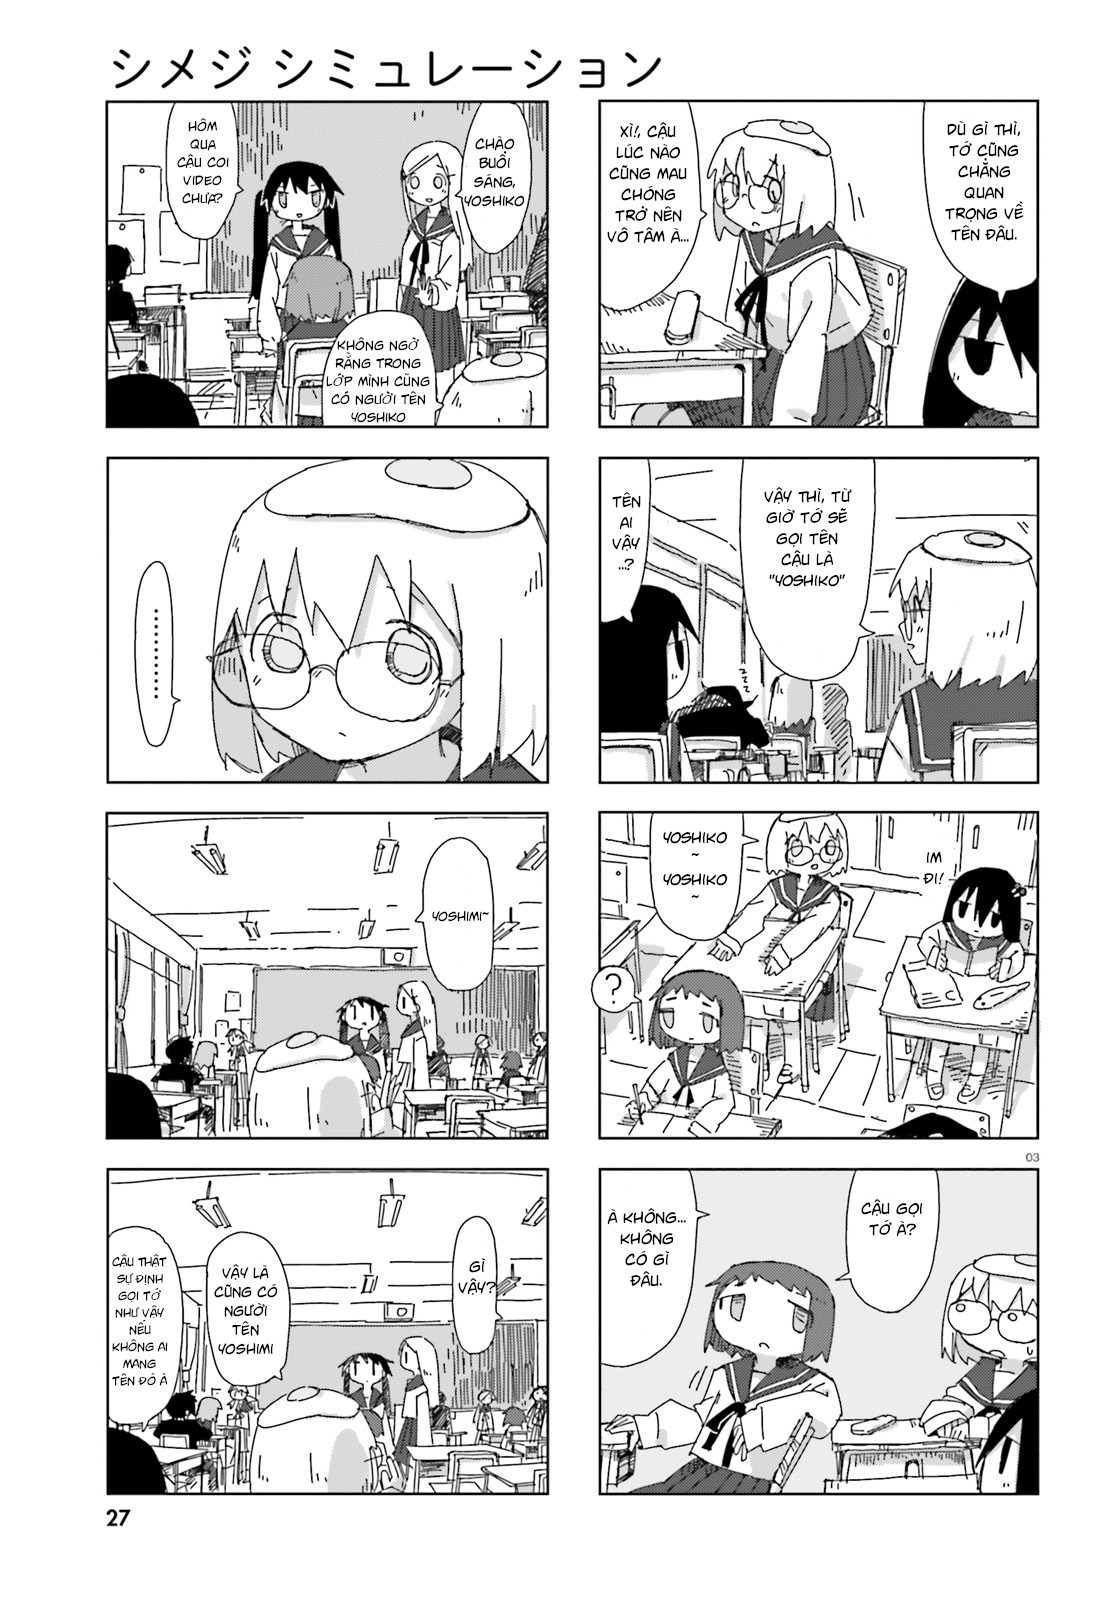 シメジ シミュレーション
DÙ GÌ THÌ,
TỚ CŨNG
CHẲNG
QUAN
TRỌNG VỀ
TÊN ĐÂU.
XÌ!, CẬU
LÚC NÀO
CŨNG MAU
CHÓNG
TRỞ NÊN
VÔ TÂM À...
VẬY THÌ, TỪ
GIỜ TỚ SẼ
GỌI TÊN
CẬU LÀ
"YOSHIKO"
TÊN
AI
VẬY
...?
zzz
YOSHIKO
~
YOSHIKO
~
IM
ĐI!
?
03
CẬU GỌI
TỚ À?
À KHÔNG...
KHÔNG
CÓ GÌ
ĐÂU.
CHÀO
BUỔI
SÁNG,
YOSHIKO
HÔM
QUA
CẬU COI
VIDEO
CHƯA?
KHÔNG NGỜ
RẰNG TRONG
LỚP MÌNH CŨNG
CÓ NGƯỜI TÊN
YOSHIKO
..........
YOSHIMI~
GÌ
VẬY?
VẬY LÀ
CŨNG CÓ
NGƯỜI
TÊN
YOSHIMI
CẬU THẬT
SỰ ĐỊNH
GỌI TỚ
NHƯ VẬY
NẾU
KHÔNG AI
MANG
TÊN ĐÓ À
27